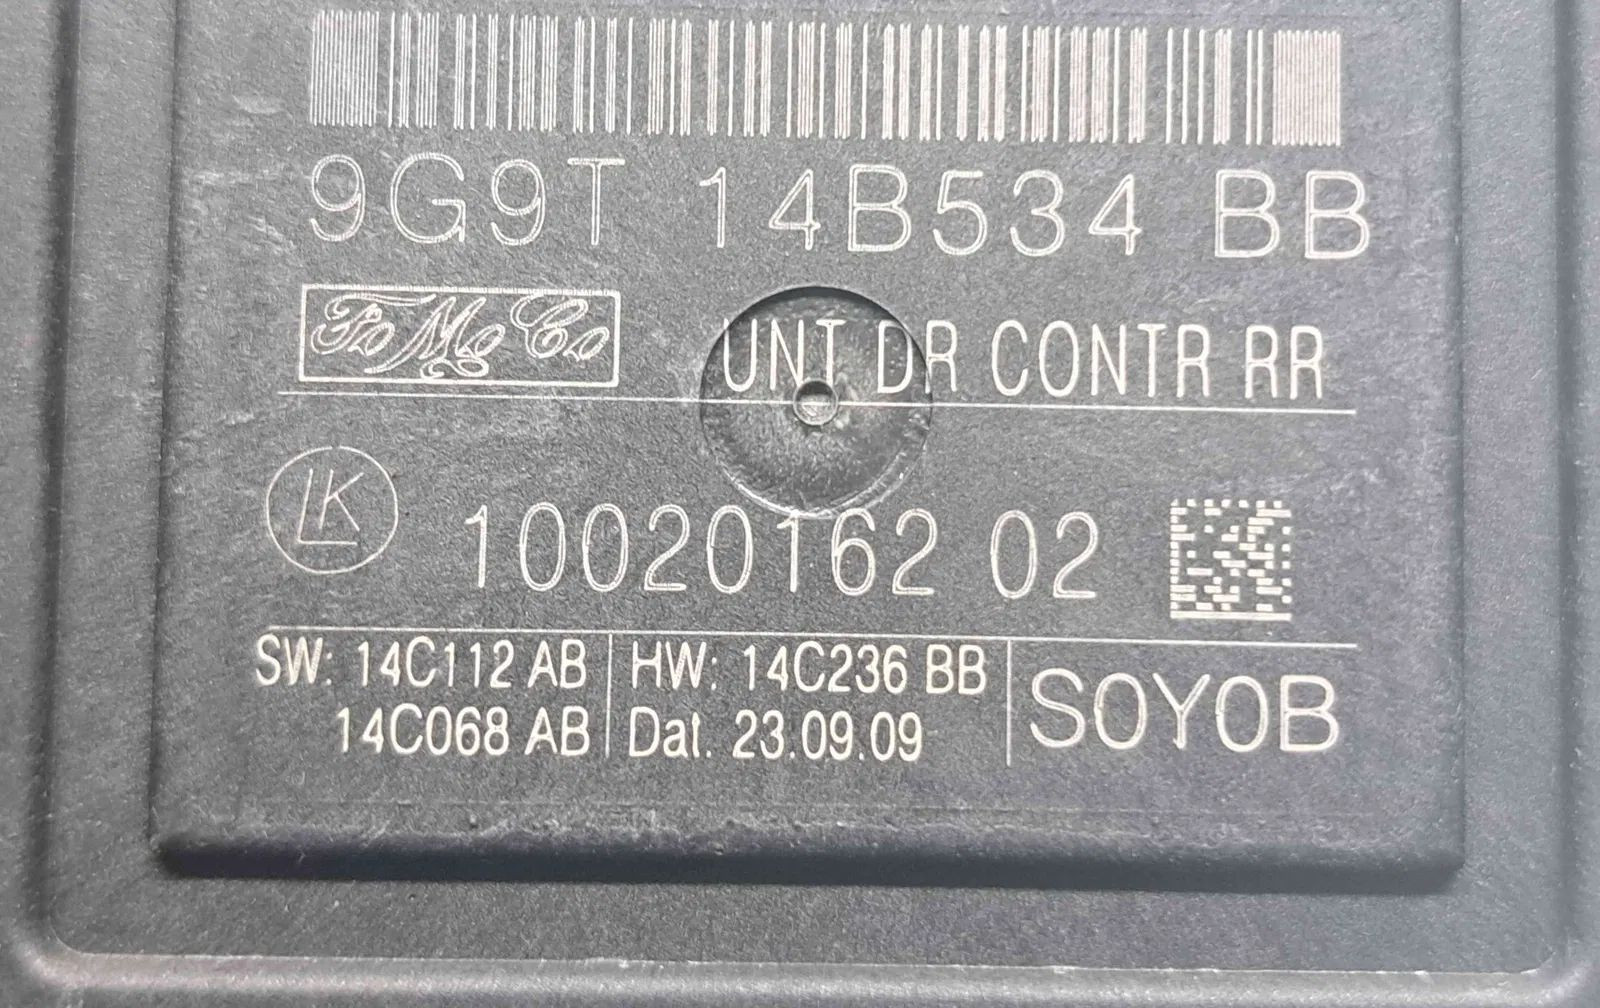 9G9T 14B534 BB
FoMoCo UNT DR CONTR RR
LK 10020162 02
SW: 14C112 AB HW: 14C236 BB SOYOB
14C068 AB Dat. 23.09.09